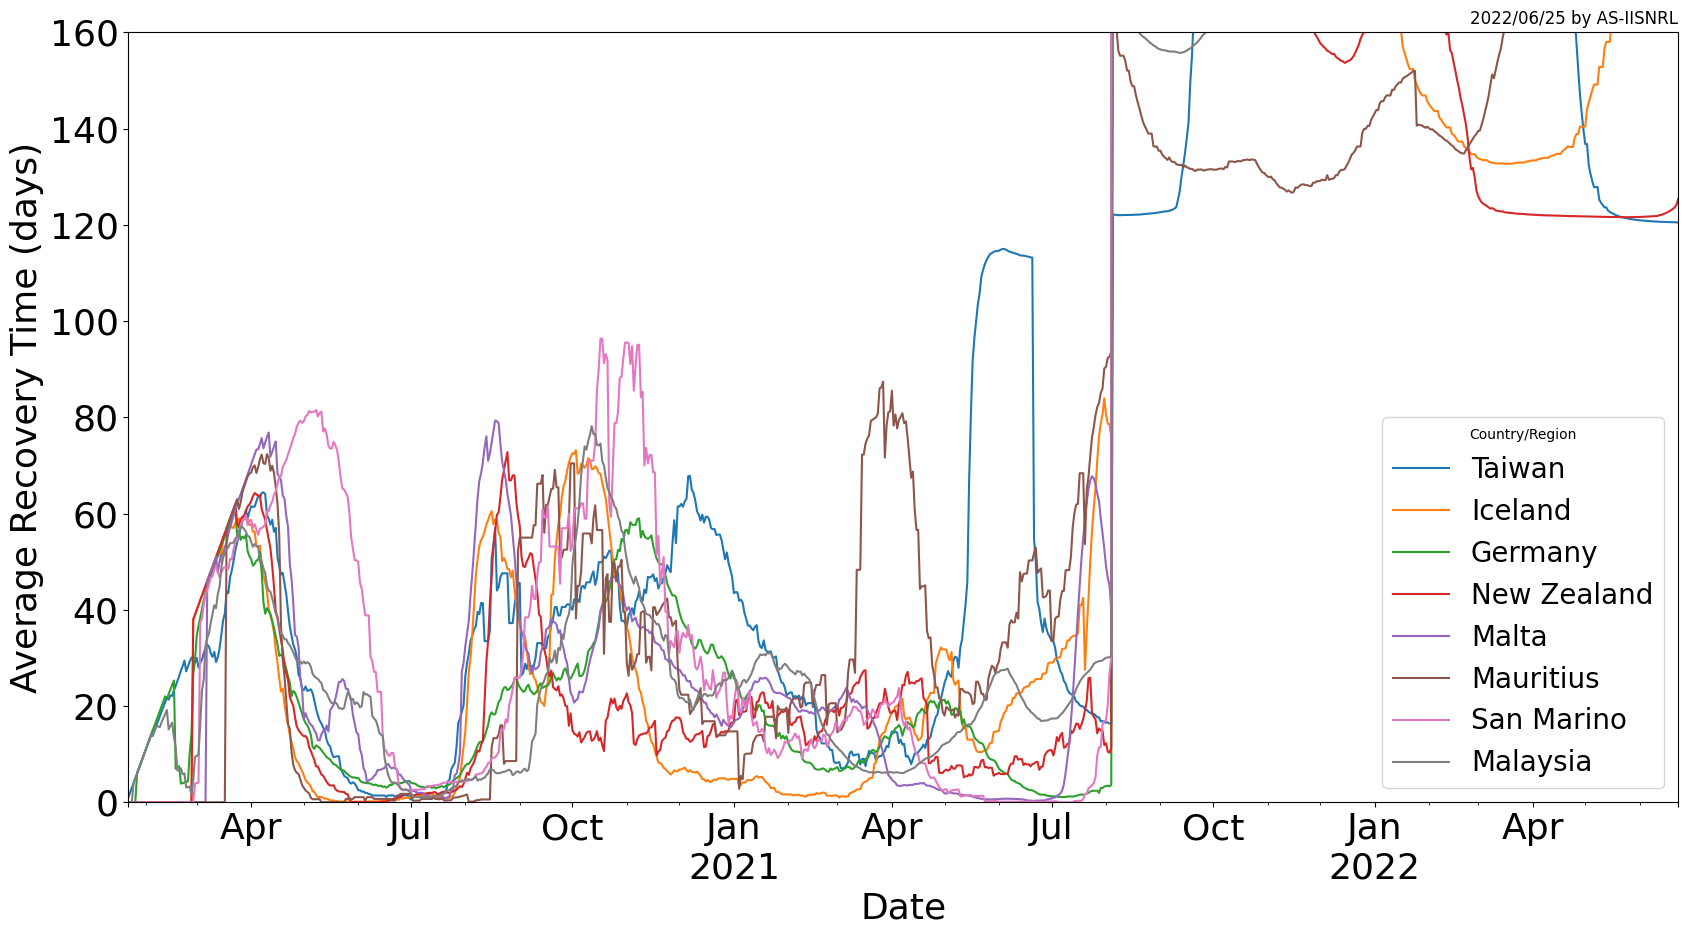 2022/06/25 by AS-IISNRL
Average Recovery Time (days)
160
140
120
100
80
60
40
20
0
Country/Region
Taiwan
Iceland
Germany
New Zealand
Malta
Mauritius
San Marino
Malaysia
Apr Jul Oct Jan Apr Jul Oct Jan Apr
2021 2022
Date